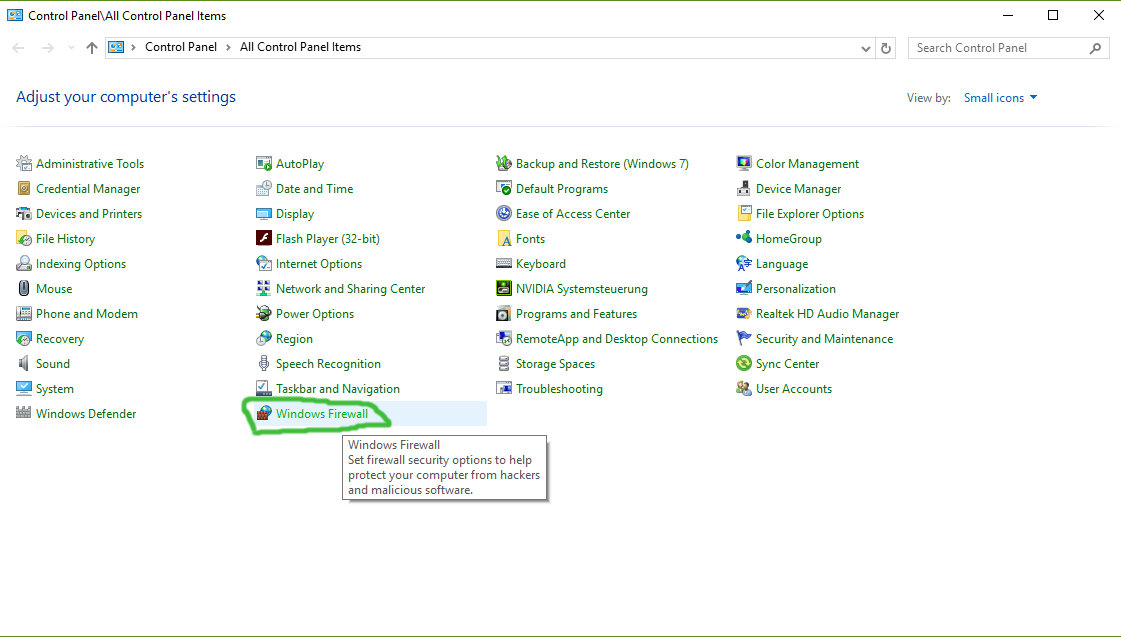 Control Panel\All Control Panel Items
Control Panel > All Control Panel Items
Search Control Panel
Adjust your computer's settings
View by: Small icons
Administrative Tools
AutoPlay
Backup and Restore (Windows 7)
Color Management
Credential Manager
Date and Time
Default Programs
Device Manager
Devices and Printers
Display
Ease of Access Center
File Explorer Options
File History
Flash Player (32-bit)
Fonts
HomeGroup
Indexing Options
Internet Options
Keyboard
Language
Mouse
Network and Sharing Center
NVIDIA Systemsteuerung
Personalization
Phone and Modem
Power Options
Programs and Features
Realtek HD Audio Manager
Recovery
Region
RemoteApp and Desktop Connections
Security and Maintenance
Sound
Speech Recognition
Storage Spaces
Sync Center
System
Taskbar and Navigation
Troubleshooting
User Accounts
Windows Defender
Windows Firewall
Windows Firewall
Set firewall security options to help
protect your computer from hackers
and malicious software.